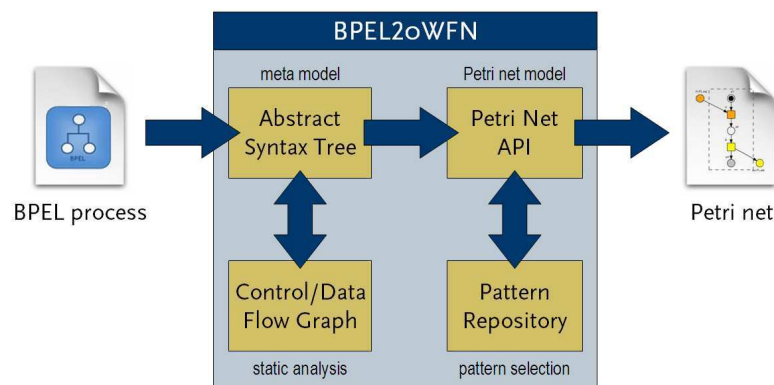 BPEL2oWFN
meta model
Petri net model
Abstract
Syntax Tree
Petri Net
API
BPEL
BPEL process
Petri net
Control/Data
Flow Graph
Pattern
Repository
static analysis
pattern selection